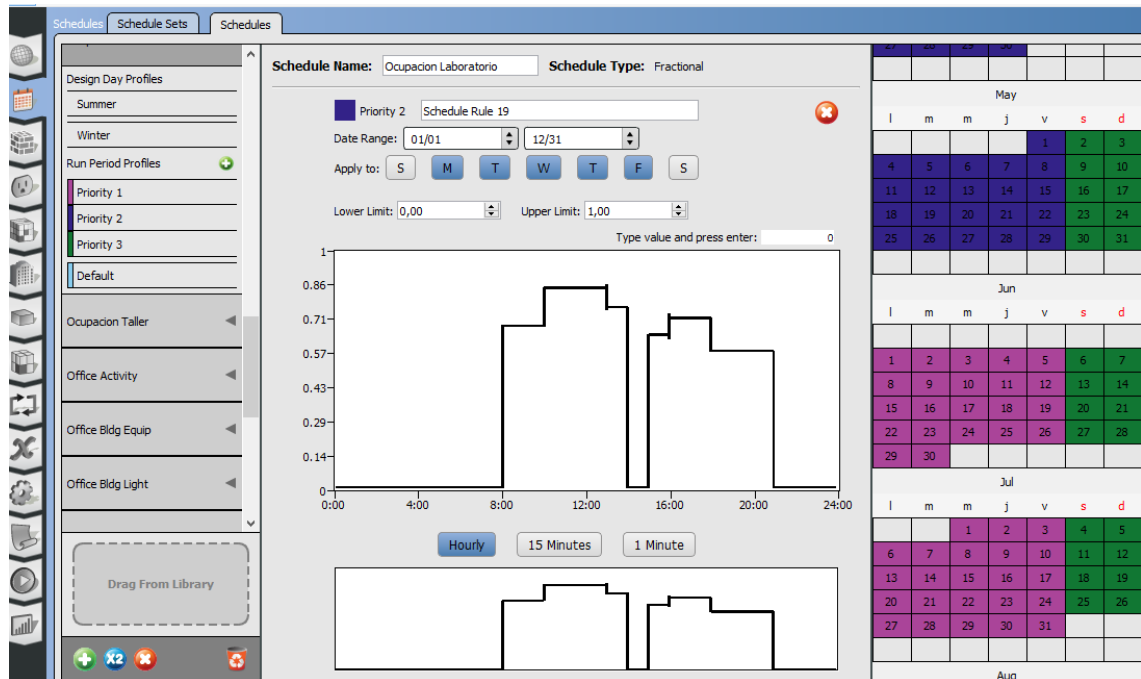 Schedules Schedule Sets Schedules
Design Day Profiles
Summer
Winter
Run Period Profiles
Priority 1
Priority 2
Priority 3
Default
Ocupacion Taller
Office Activity
Office Bldg Equip
Office Bldg Light
Drag From Library
X2
Schedule Name: Ocupacion Laboratorio Schedule Type: Fractional
Priority 2 Schedule Rule 19
Date Range: 01/01 12/31
Apply to: S M T W T F S
Lower Limit: 0,00 Upper Limit: 1,00
Type value and press enter: 0
1
0.86
0.71
0.57
0.43
0.29
0.14
0
0:00 4:00 8:00 12:00 16:00 20:00 24:00
Hourly 15 Minutes 1 Minute
27 28 29 30
May
l m m j v s d
1 2 3
4 5 6 7 8 9 10
11 12 13 14 15 16 17
18 19 20 21 22 23 24
25 26 27 28 29 30 31
Jun
l m m j v s d
1 2 3 4 5 6 7
8 9 10 11 12 13 14
15 16 17 18 19 20 21
22 23 24 25 26 27 28
29 30
Jul
l m m j v s d
1 2 3 4 5
6 7 8 9 10 11 12
13 14 15 16 17 18 19
20 21 22 23 24 25 26
27 28 29 30 31
Aug